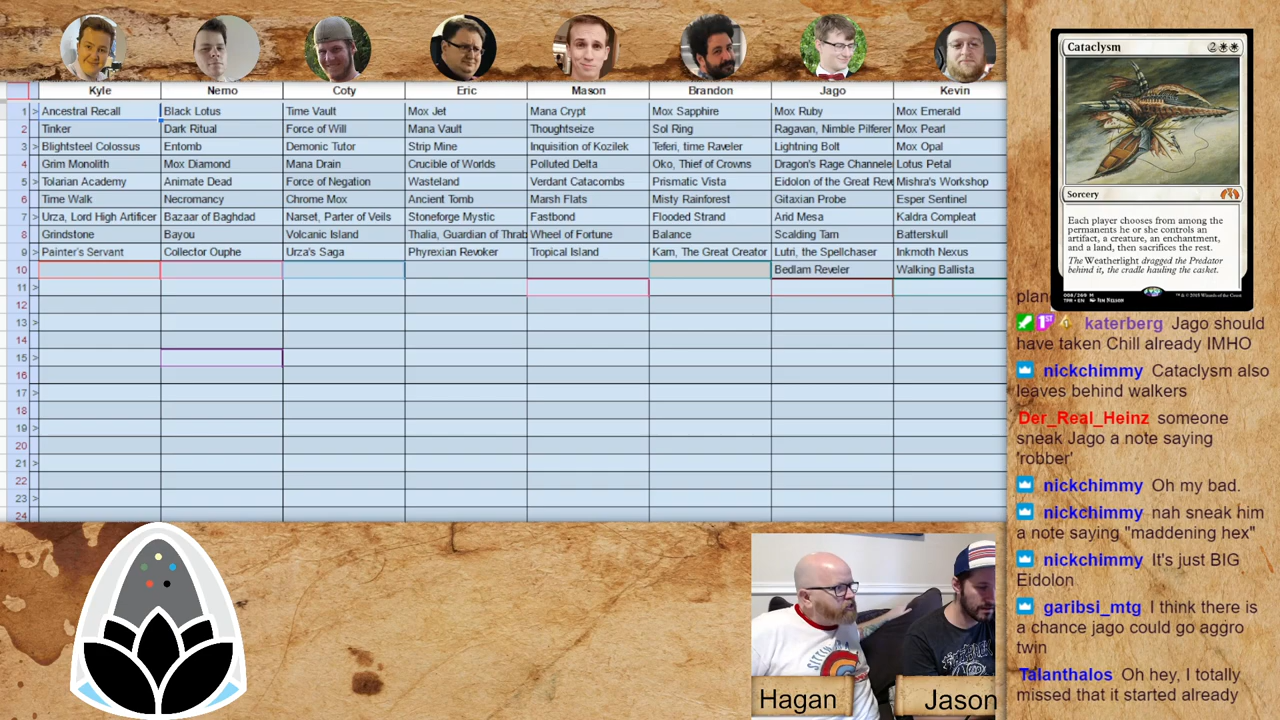 Kyle Nemo Coty Eric Mason Brandon Jago Kevin
1 > Ancestral Recall Black Lotus Time Vault Mox Jet Mana Crypt Mox Sapphire Mox Ruby Mox Emerald
2 Tinker Dark Ritual Force of Will Mana Vault Thoughtseize Sol Ring Ragavan, Nimble Pilferer Mox Pearl
3 > Blightsteel Colossus Entomb Demonic Tutor Strip Mine Inquisition of Kozilek Teferi, time Raveler Lightning Bolt Mox Opal
4 Grim Monolith Mox Diamond Mana Drain Crucible of Worlds Polluted Delta Oko, Thief of Crowns Dragon's Rage Channele Lotus Petal
5 > Tolarian Academy Animate Dead Force of Negation Wasteland Verdant Catacombs Prismatic Vista Eidolon of the Great Rev Mishra's Workshop
6 Time Walk Necromancy Chrome Mox Ancient Tomb Marsh Flats Misty Rainforest Gitaxian Probe Esper Sentinel
7 > Urza, Lord High Artificer Bazaar of Baghdad Narset, Parter of Veils Stoneforge Mystic Fastbond Flooded Strand Arid Mesa Kaldra Compleat
8 Grindstone Bayou Volcanic Island Thalia, Guardian of Thrab Wheel of Fortune Balance Scalding Tarn Batterskull
9 > Painter's Servant Collector Ouphe Urza's Saga Phyrexian Revoker Tropical Island Karn, The Great Creator Lutri, the Spellchaser Inkmoth Nexus
10 Bedlam Reveler Walking Ballista
11 >
12
13 >
14
15 >
16
17 >
18
19 >
20
21 >
22
23 >
24
Cataclysm 2
Sorcery
Each player chooses from among the
permanents he or she controls an
artifact, a creature, an enchantment,
and a land, then sacrifices the rest.
The Weatherlight dragged the Predator
behind it, the cradle hauling the casket.
plan
katerberg Jago should
have taken Chill already IMHO
nickchimmy Cataclysm also
leaves behind walkers
Der_Real_Heinz someone
sneak Jago a note saying
'robber'
nickchimmy Oh my bad.
nickchimmy nah sneak him
a note saying "maddening hex"
nickchimmy It's just BIG
Eidolon
garibsi_mtg I think there is
a chance jago could go aggro
twin
Talanthalos Oh hey, I totally
missed that it started already
Hagan
Jason